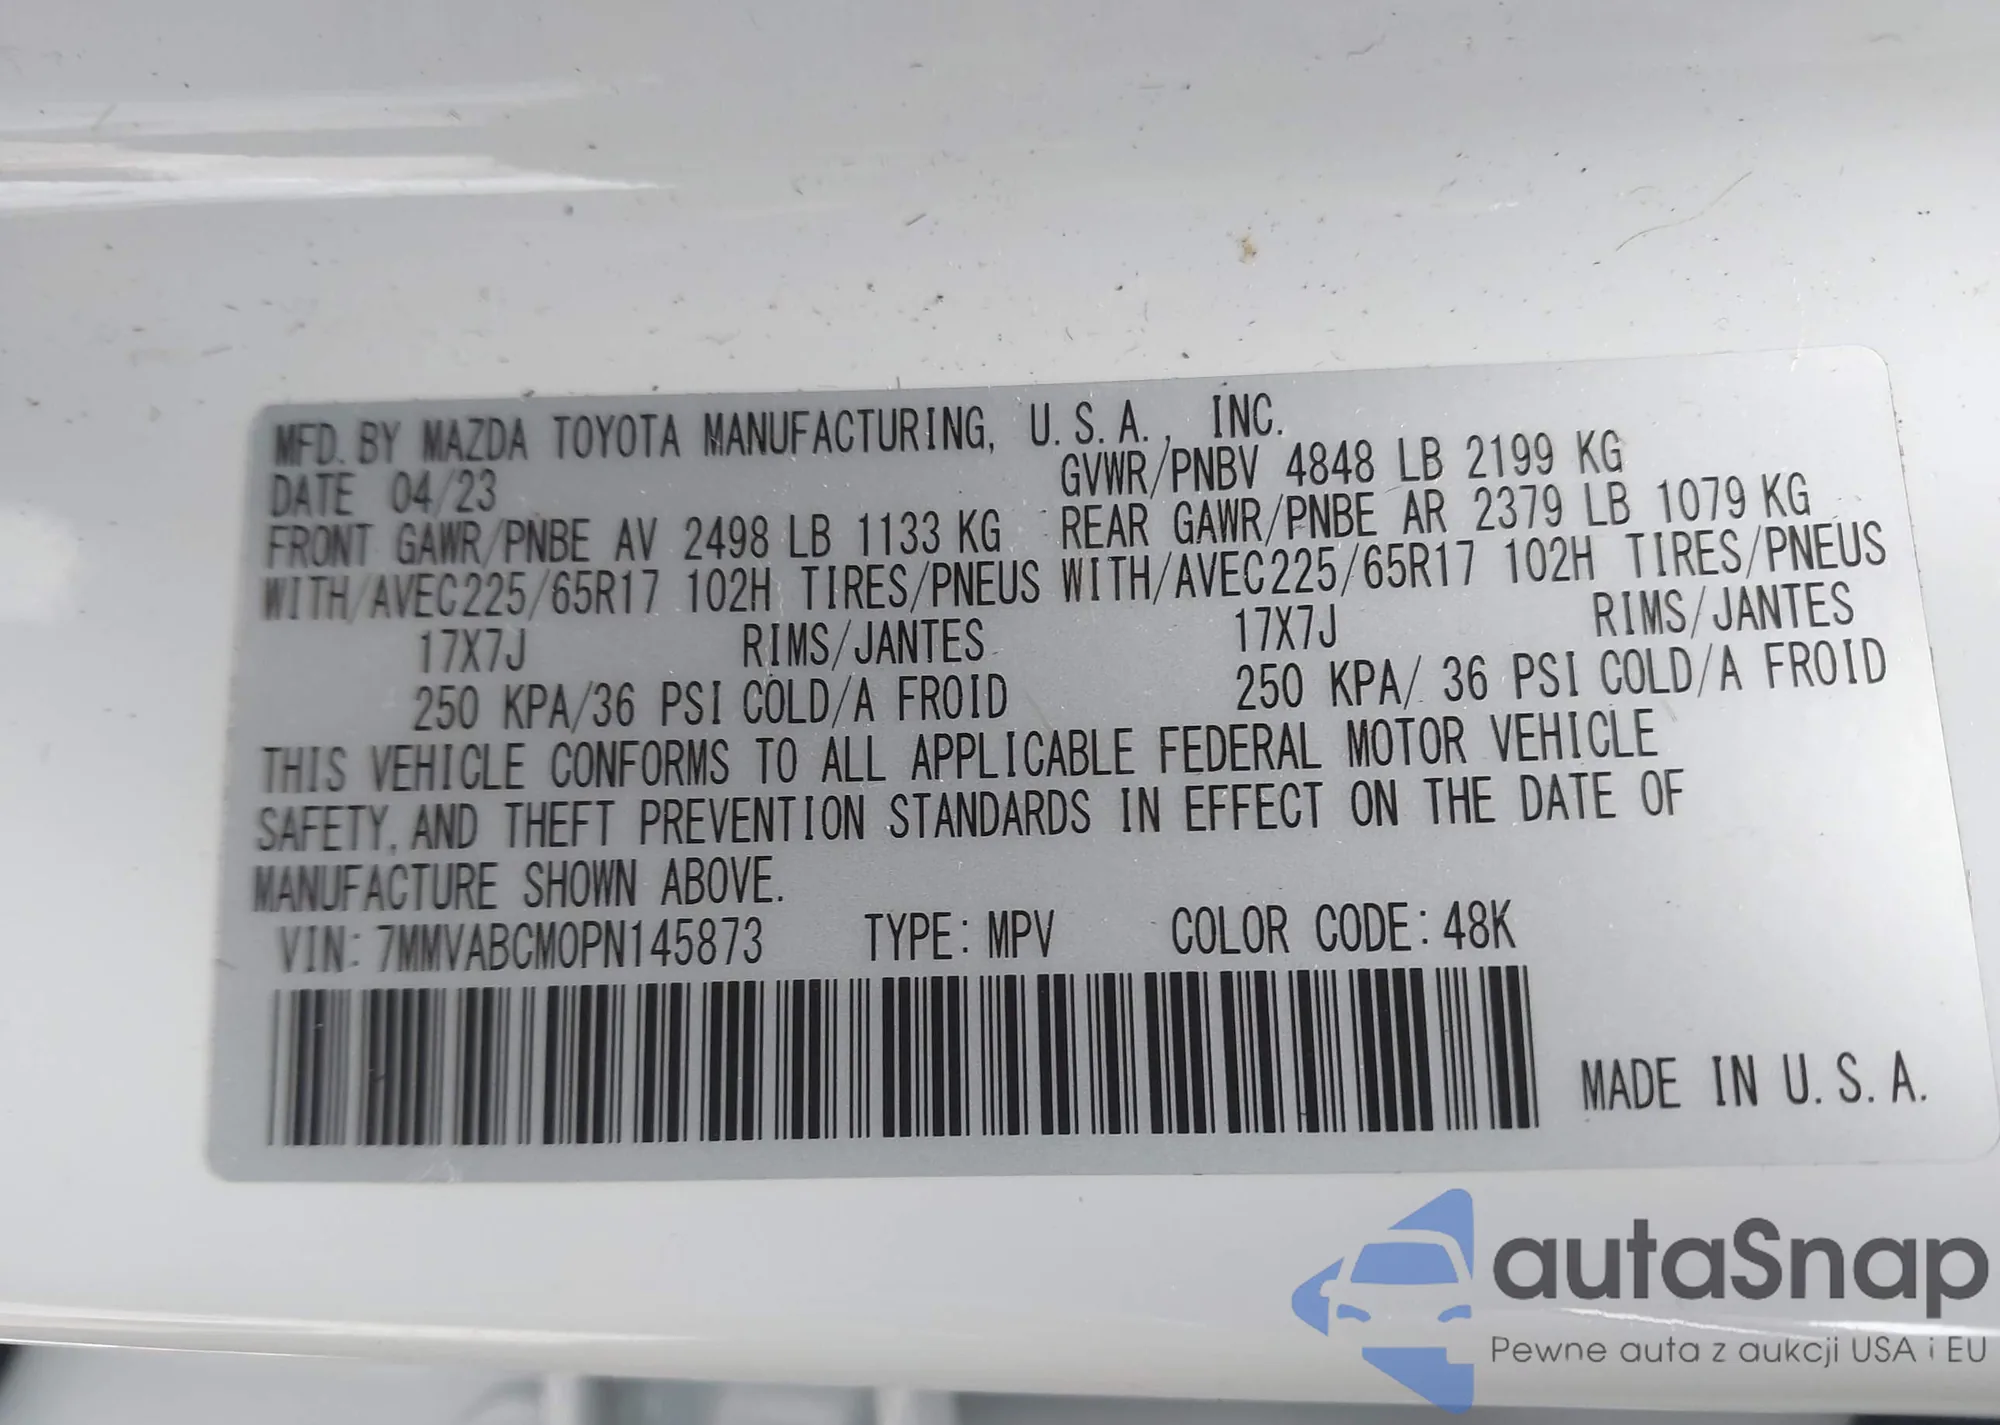 MFD. BY MAZDA TOYOTA MANUFACTURING, U.S.A., INC.
DATE 04/23 GVWR/PNBV 4848 LB 2199 KG
FRONT GAWR/PNBE AV 2498 LB 1133 KG REAR GAWR/PNBE AR 2379 LB 1079 KG
WITH/AVEC225/65R17 102H TIRES/PNEUS WITH/AVEC225/65R17 102H TIRES/PNEUS
17X7J RIMS/JANTES 17X7J RIMS/JANTES
250 KPA/36 PSI COLD/A FROID 250 KPA/ 36 PSI COLD/A FROID
THIS VEHICLE CONFORMS TO ALL APPLICABLE FEDERAL MOTOR VEHICLE
SAFETY, AND THEFT PREVENTION STANDARDS IN EFFECT ON THE DATE OF
MANUFACTURE SHOWN ABOVE.
VIN: 7MMVABCM0PN145873 TYPE: MPV COLOR CODE: 48K
MADE IN U.S.A.
autaSnap
Pewne auta z aukcji USA i EU